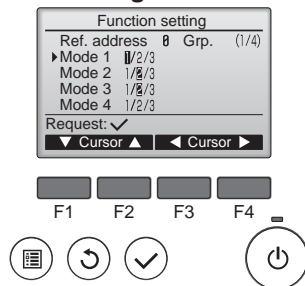 Function setting
Ref. address 0 Grp. (1/4)
Mode 1 1/2/3
Mode 2 1/2/3
Mode 3 1/2/3
Mode 4 1/2/3
Request:
Cursor Cursor
F1 F2 F3 F4